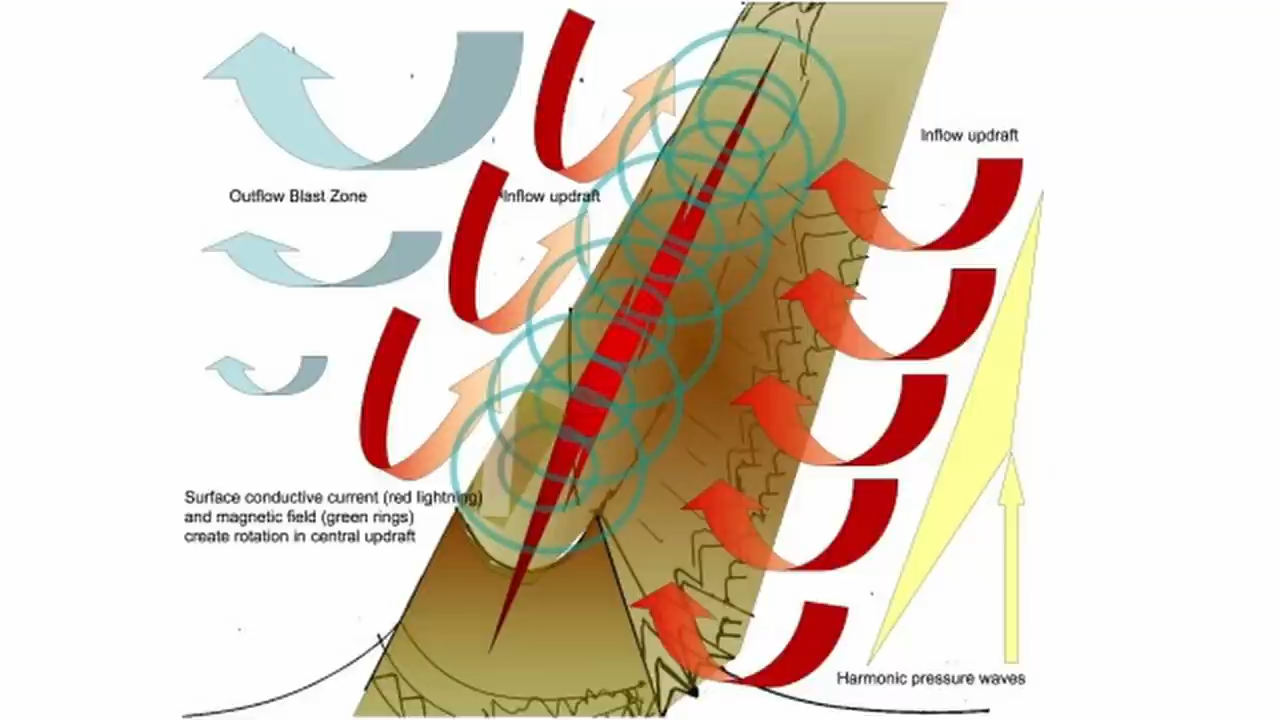 Inflow updraft
Outflow Blast Zone
Inflow updraft
Surface conductive current (red lightning)
and magnetic field (green rings)
create rotation in central updraft
Harmonic pressure waves